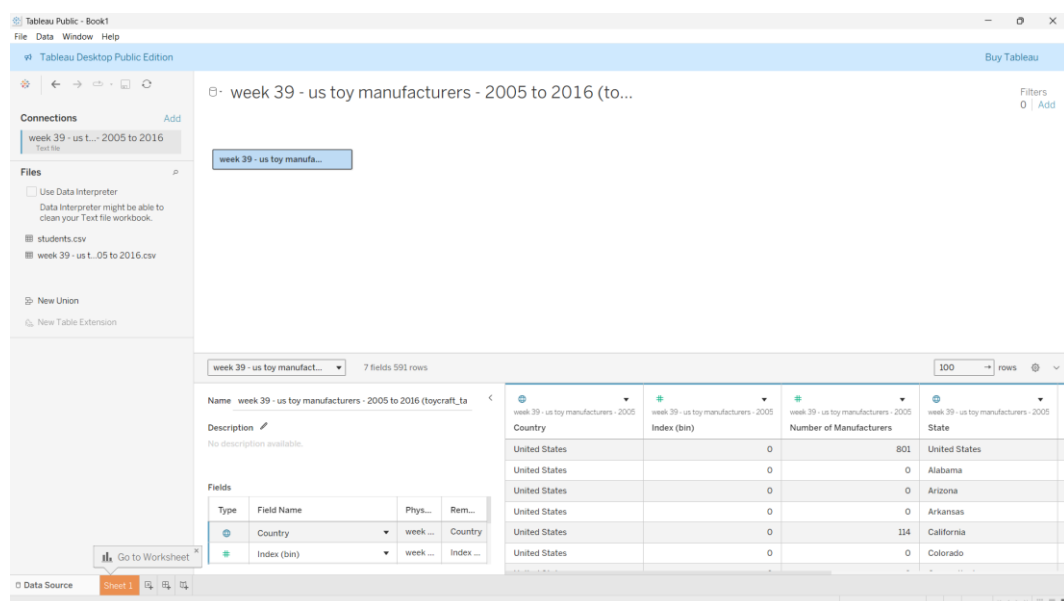 Tableau Public - Book1
File Data Window Help
Tableau Desktop Public Edition
Buy Tableau
Connections
Add
week 39 - us t...- 2005 to 2016
Text file
Files
Use Data Interpreter
Data Interpreter might be able to
clean your Text file workbook.
students.csv
week 39 - us t...05 to 2016.csv
New Union
New Table Extension
week 39 - us toy manufacturers - 2005 to 2016 (to...
Filters
0 Add
week 39 - us toy manufa...
week 39 - us toy manufact...
7 fields 591 rows
100 → rows
Name week 39 - us toy manufacturers - 2005 to 2016 (toycraft_ta
Description
No description available.
Fields
Type Field Name Phys... Rem...
Country week ... Country
# Index (bin) week ... Index ...
# #
week 39 - us toy manufacturers - 2005 week 39 - us toy manufacturers - 2005 week 39 - us toy manufacturers - 2005 week 39 - us toy manufacturers - 2005
Country Index (bin) Number of Manufacturers State
United States 0 801 United States
United States 0 0 Alabama
United States 0 0 Arizona
United States 0 0 Arkansas
United States 0 114 California
United States 0 0 Colorado
Go to Worksheet
Data Source
Sheet 1